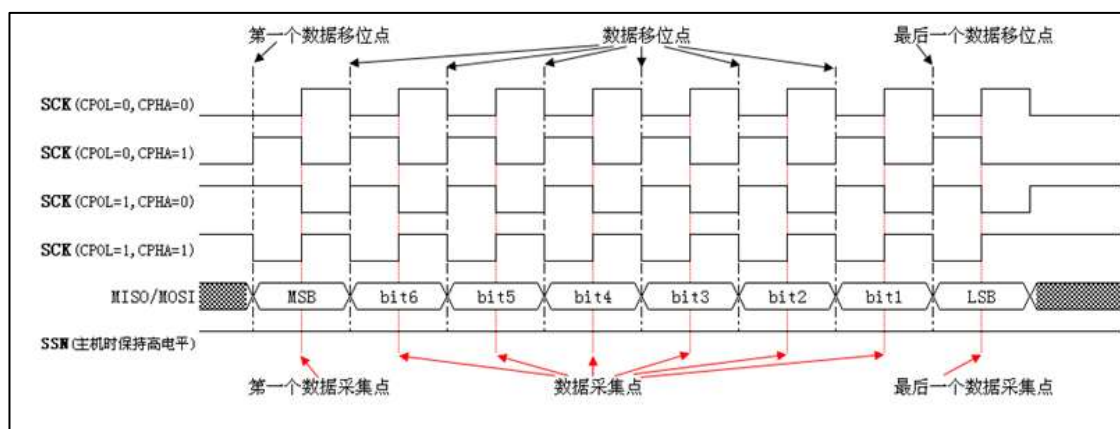 第一个数据移位点 数据移位点 最后一个数据移位点
SCK(CPOL=0,CPHA=0)
SCK(CPOL=0,CPHA=1)
SCK(CPOL=1,CPHA=0)
SCK(CPOL=1,CPHA=1)
MISO/MOSI MSB bit6 bit5 bit4 bit3 bit2 bit1 LSB
SSN(主机时保持高电平)
第一个数据采集点 数据采集点 最后一个数据采集点